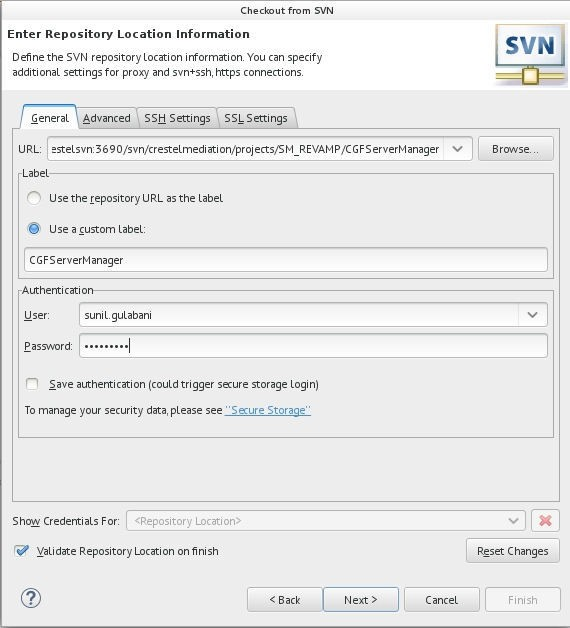 Checkout from SVN
Enter Repository Location Information
Define the SVN repository location information. You can specify
additional settings for proxy and svn+ssh, https connections.
SVN
General Advanced SSH Settings SSL Settings
URL: estelsvn:3690/svn/crestelmediation/projects/SM_REVAMP/CGFServerManager Browse...
Label
Use the repository URL as the label
Use a custom label:
CGFServerManager
Authentication
User: sunil.gulabani
Password: •••••••••
Save authentication (could trigger secure storage login)
To manage your security data, please see ''Secure Storage''
Show Credentials For: <Repository Location>
Validate Repository Location on finish Reset Changes
? < Back Next > Cancel Finish